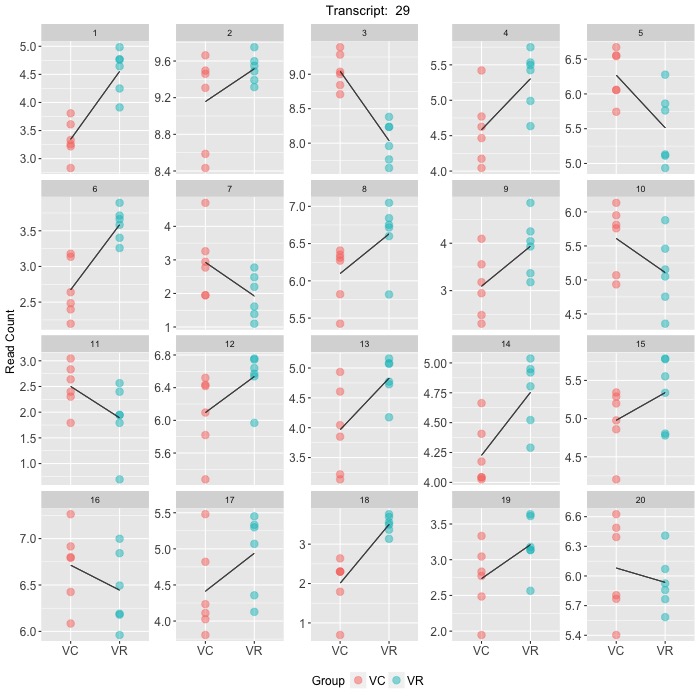 Transcript: 29
1 2 3 4 5
5.0 4.5 4.0 3.5 3.0
9.6 9.2 8.8 8.4
9.0 8.5 8.0
5.5 5.0 4.5 4.0
6.5 6.0 5.5 5.0
6 7 8 9 10
3.5 3.0 2.5
4 3 2 1
7.0 6.5 6.0 5.5
4 3
6.0 5.5 5.0 4.5
Read Count
11 12 13 14 15
3.0 2.5 2.0 1.5 1.0
6.8 6.4 6.0 5.6
5.0 4.5 4.0 3.5
5.00 4.75 4.50 4.25 4.00
5.5 5.0 4.5
16 17 18 19 20
7.0 6.5 6.0
5.5 5.0 4.5 4.0
3 2 1
3.5 3.0 2.5 2.0
6.6 6.3 6.0 5.7 5.4
VC VR VC VR VC VR VC VR VC VR
Group VC VR